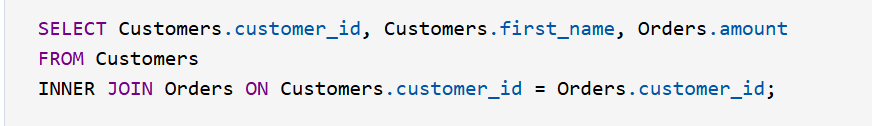 SELECT Customers.customer_id, Customers.first_name, Orders.amount
FROM Customers
INNER JOIN Orders ON Customers.customer_id = Orders.customer_id;